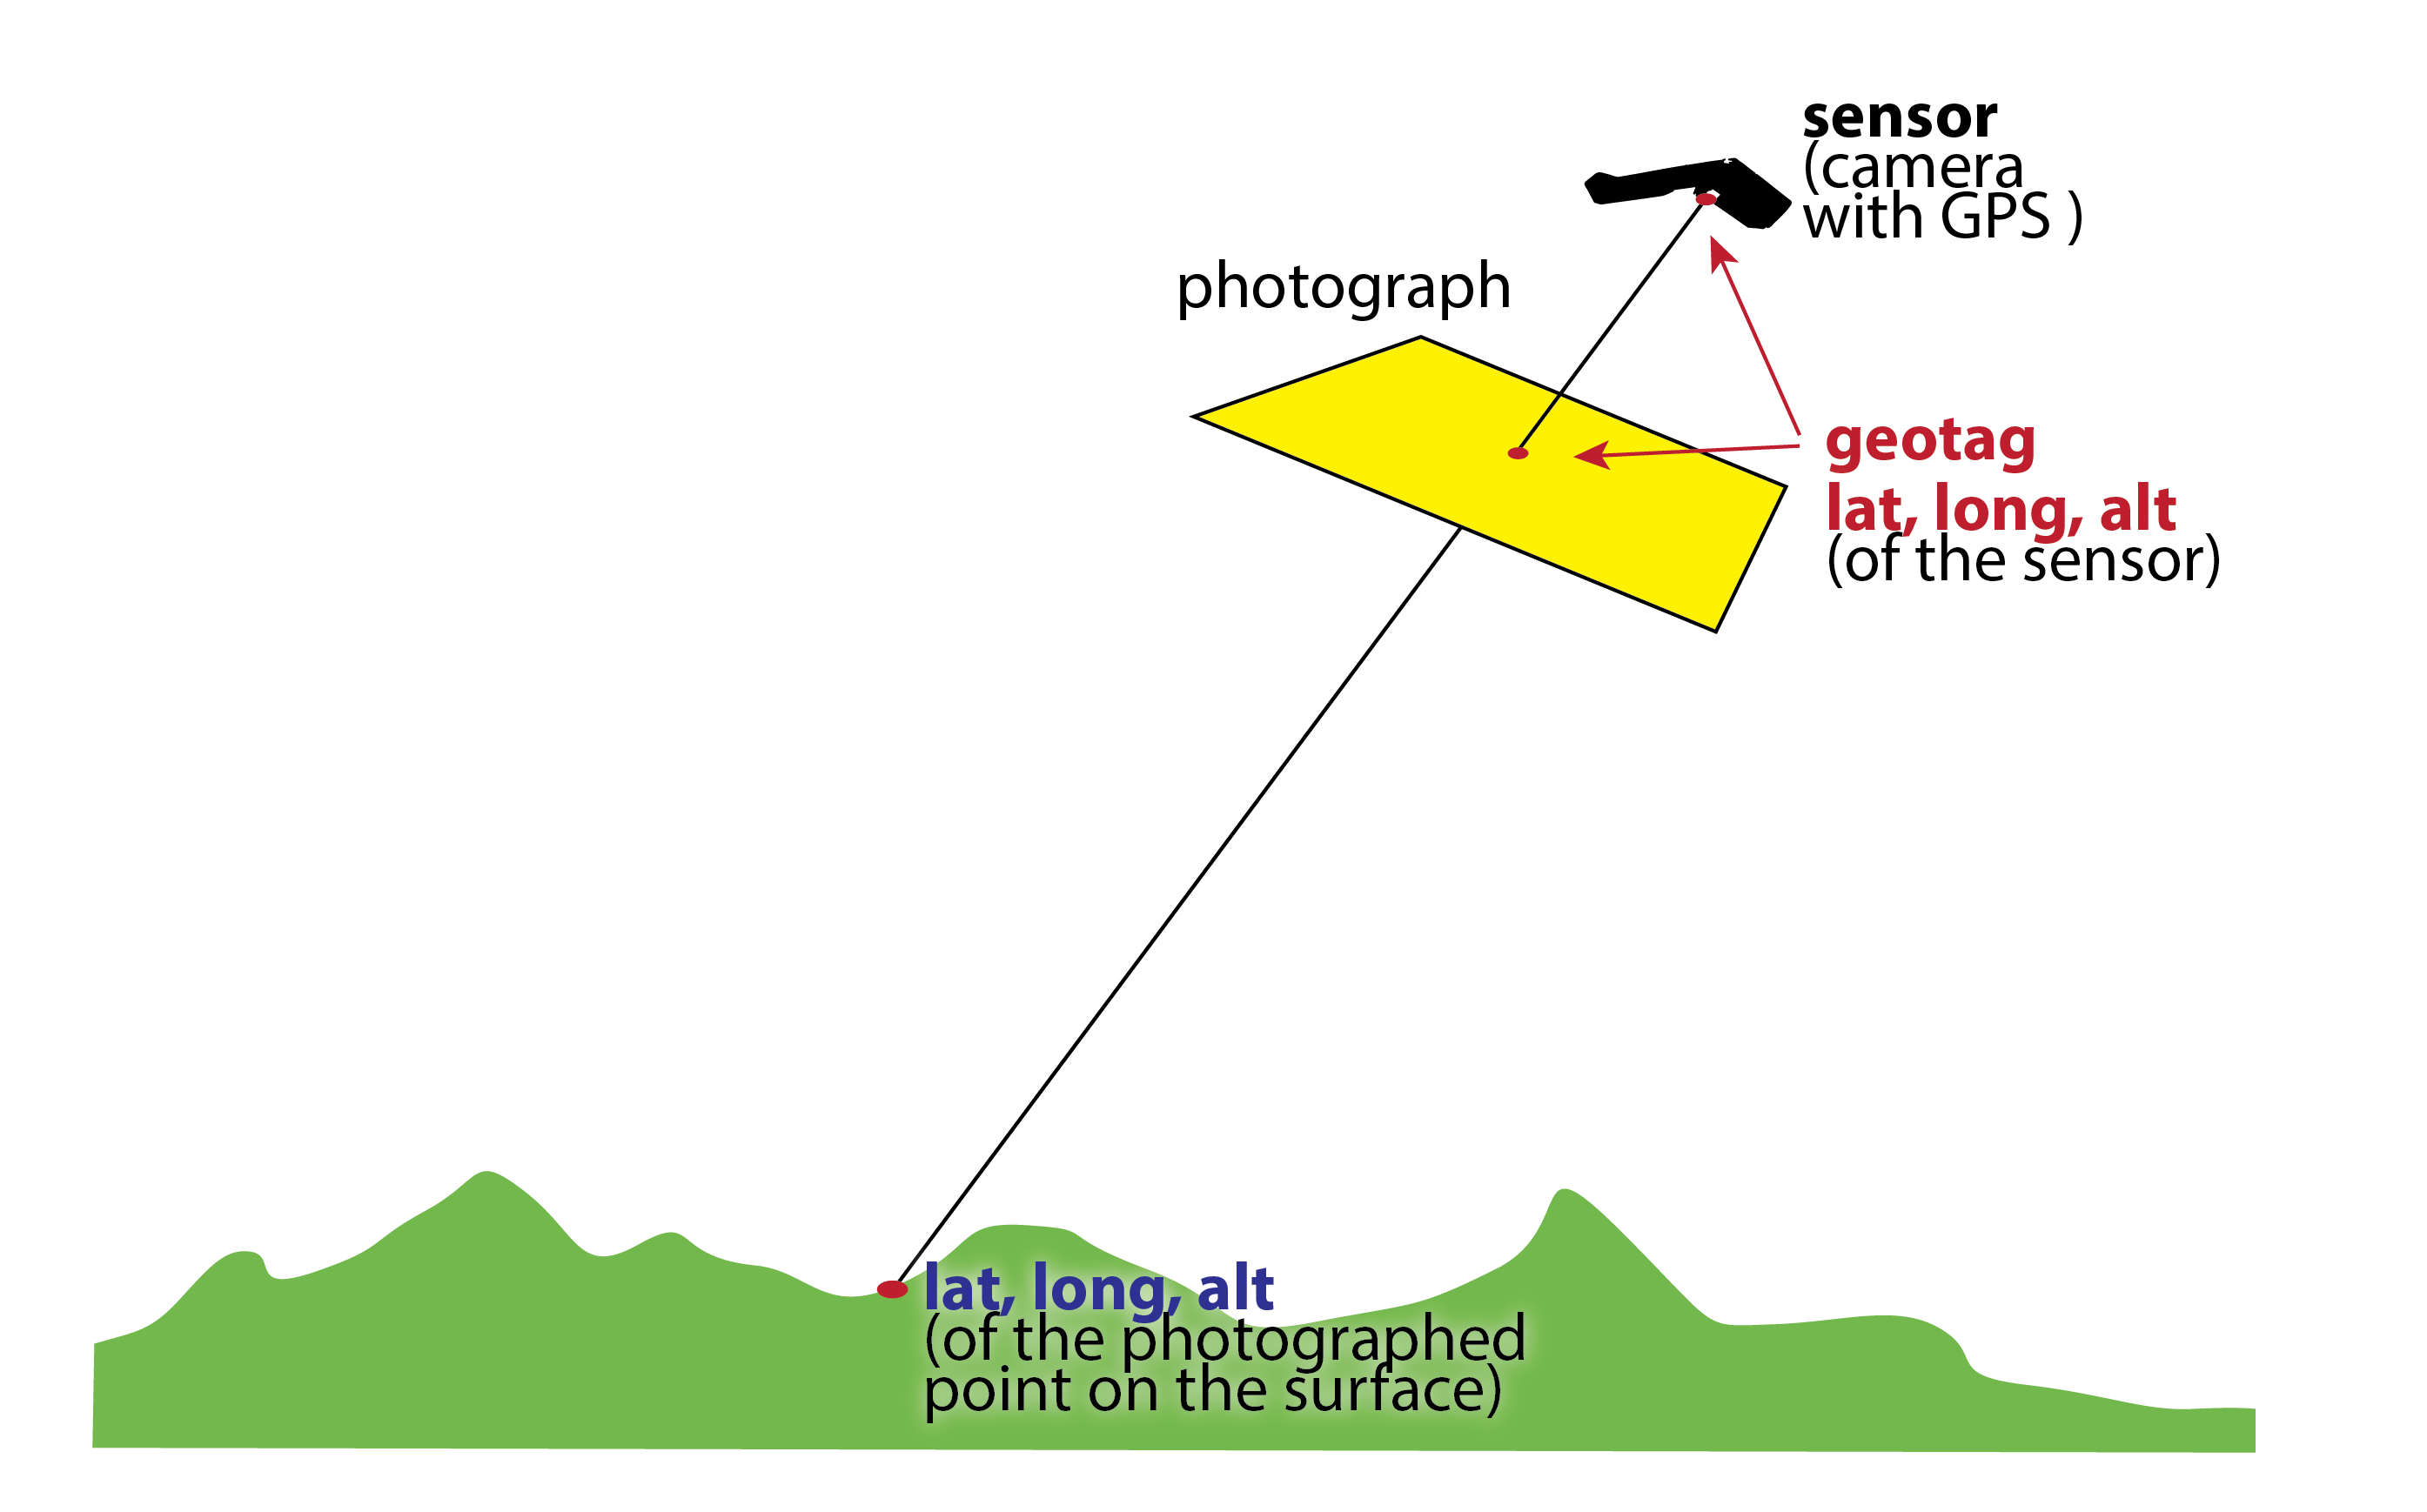 sensor
(camera
with GPS )
photograph
geotag
lat, long, alt
(of the sensor)
lat, long, alt
(of the photographed
point on the surface)